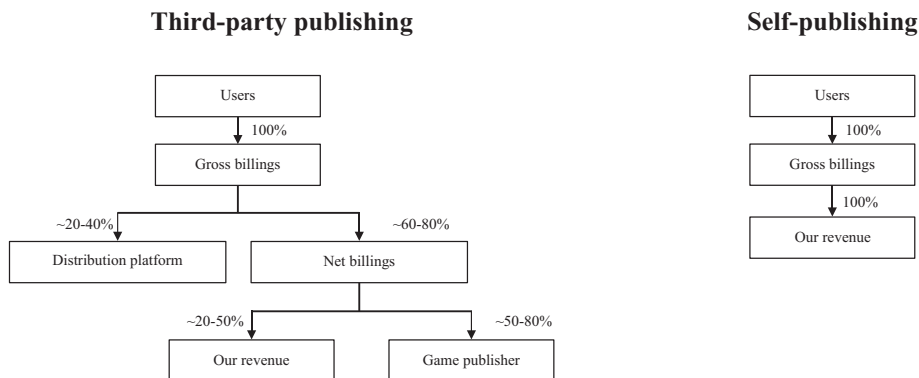 Third-party publishing
Self-publishing
Users
100%
Gross billings
~20-40%
~60-80%
Distribution platform
Net billings
~20-50%
~50-80%
Our revenue
Game publisher
Users
100%
Gross billings
100%
Our revenue